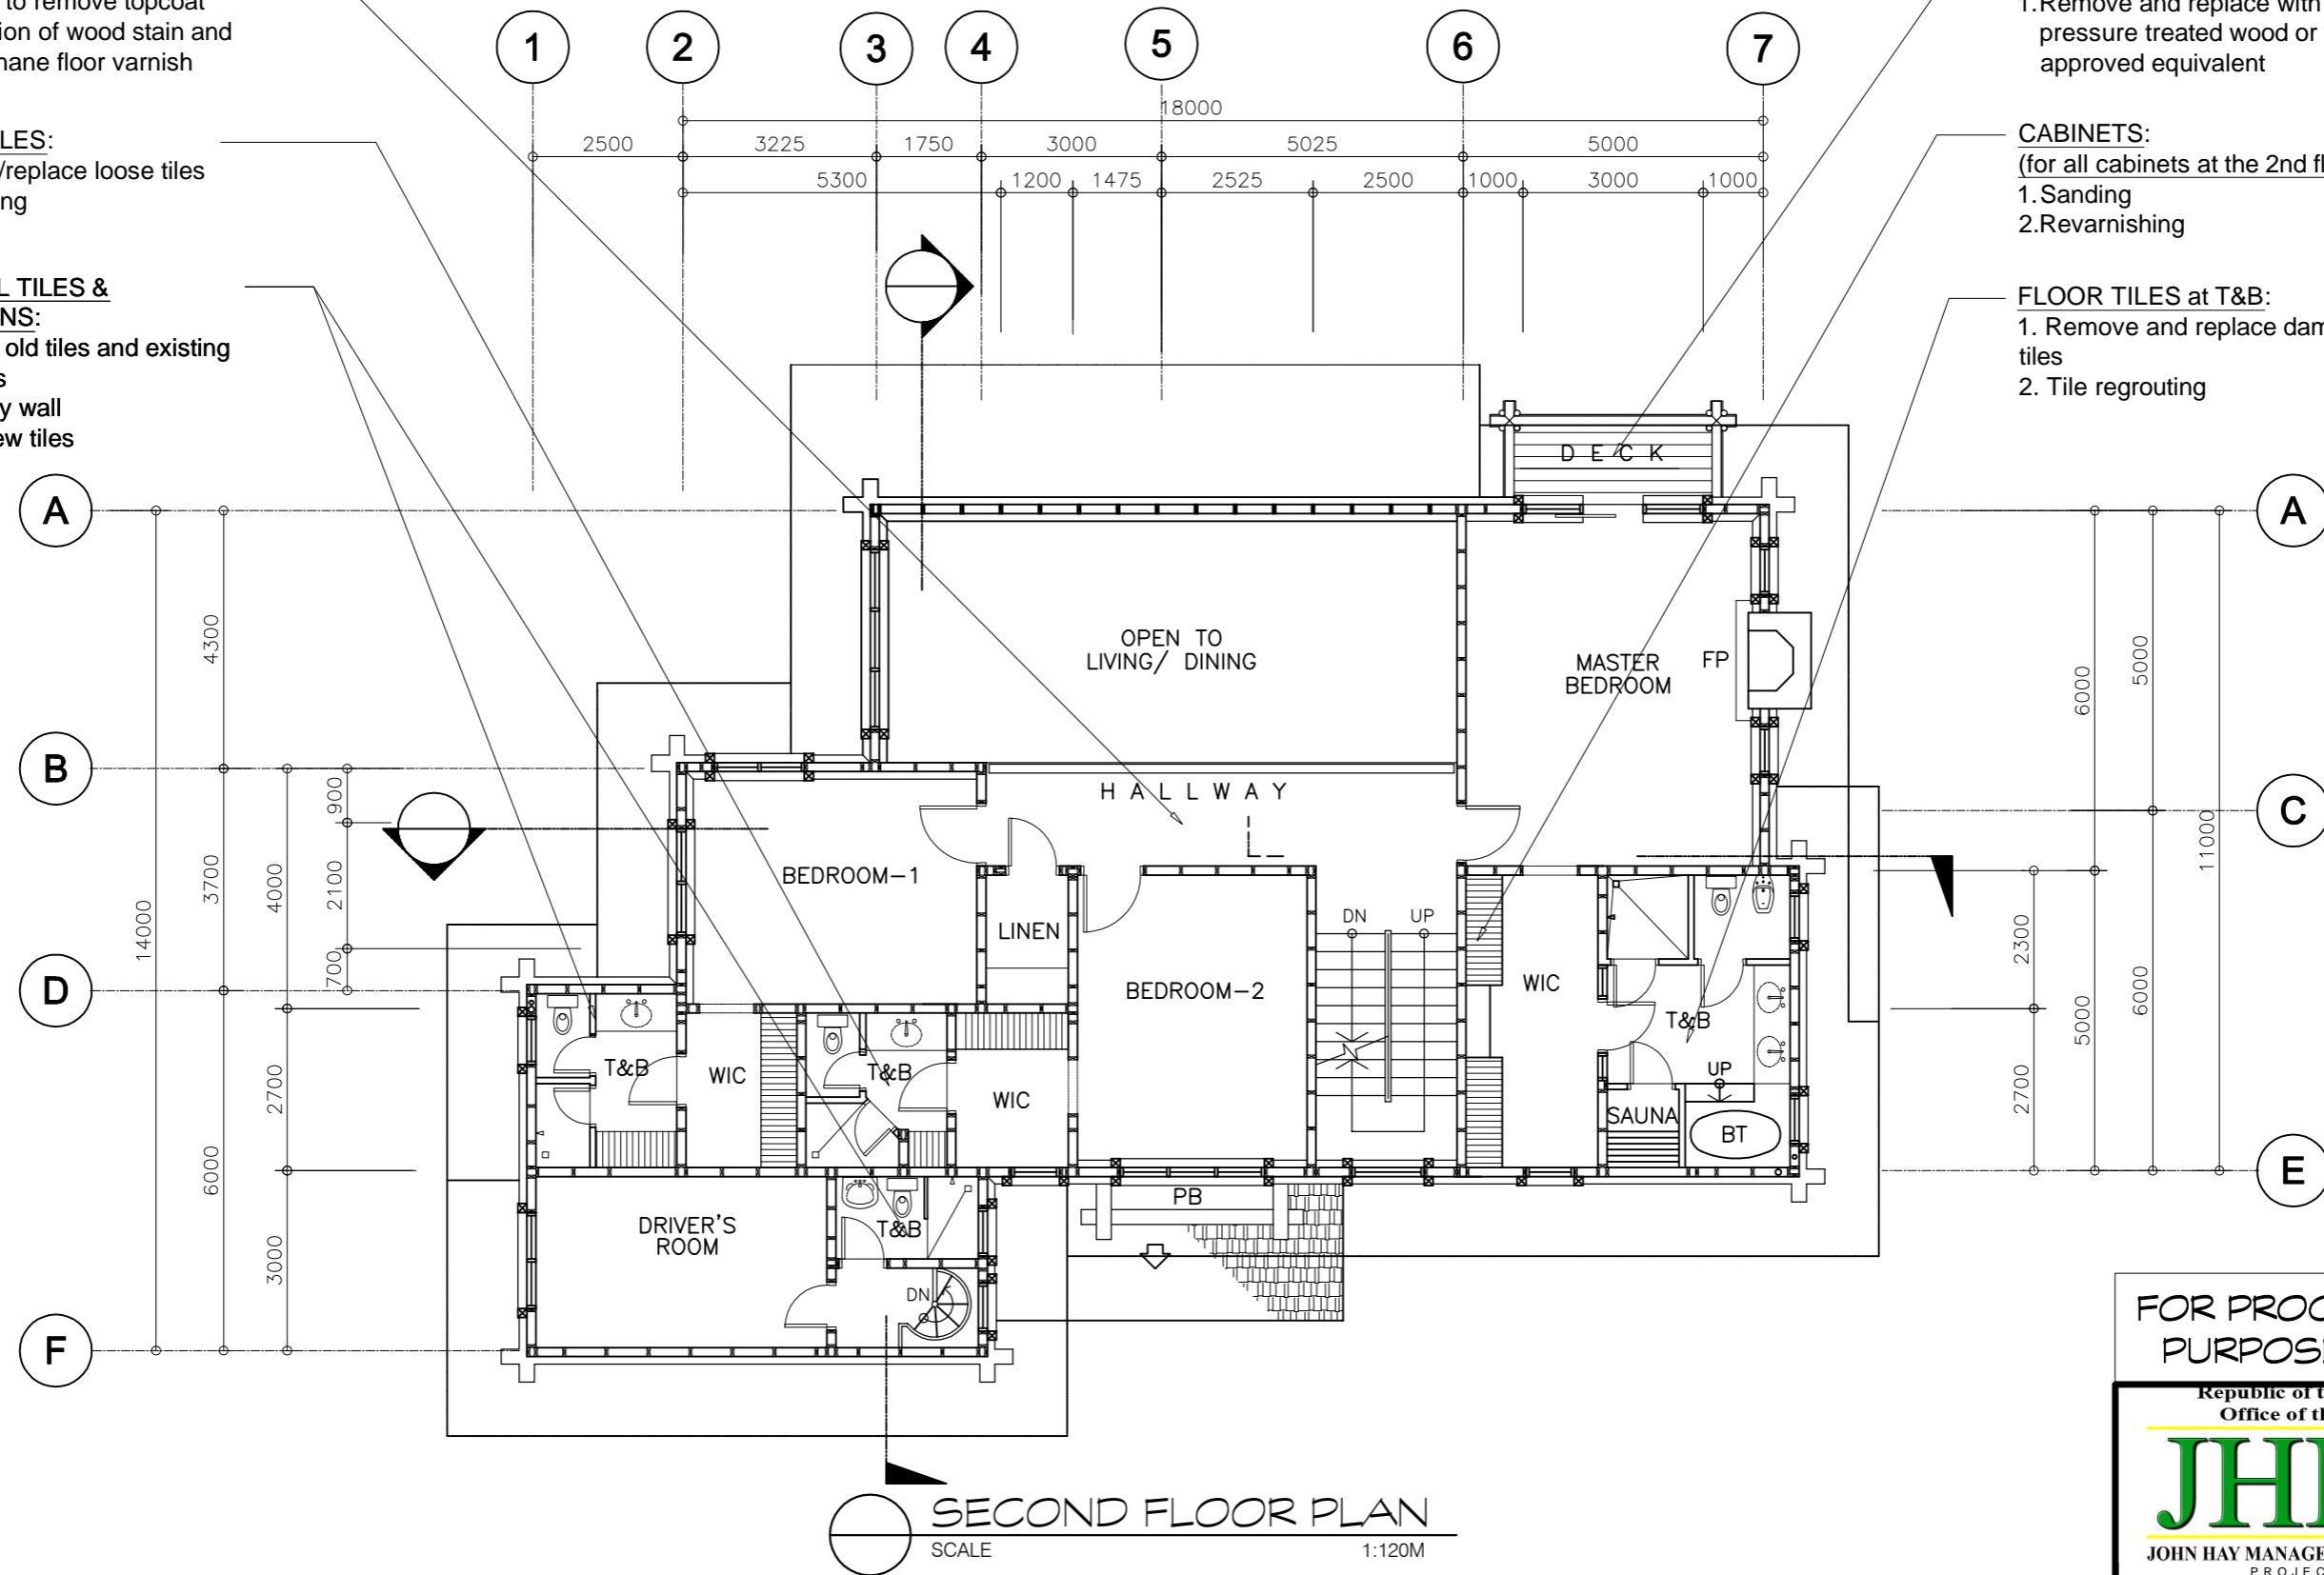 to remove topcoat
tion of wood stain and
hane floor varnish
LES:
/replace loose tiles
ng
L TILES &
NS:
old tiles and existing
s
y wall
ew tiles
1 2 3 4 5 6 7
18000
2500 3225 1750 3000 5025 5000
5300 1200 1475 2525 2500 1000 3000 1000
1.Remove and replace with
pressure treated wood or
approved equivalent
CABINETS:
(for all cabinets at the 2nd fl
1.Sanding
2.Revarnishing
FLOOR TILES at T&B:
1. Remove and replace dam
tiles
2. Tile regrouting
A
B
D
F
A
C
E
14000
4300
3700
6000
4000
2700
3000
900
2100
700
6000
5000
5000
6000
11000
2300
2700
DECK
OPEN TO
LIVING/ DINING
MASTER
BEDROOM
FP
HALLWAY
BEDROOM-1
LINEN
BEDROOM-2
DN UP
WIC
T&B
UP
SAUNA
BT
T&B
WIC
T&B
WIC
PB
DRIVER'S
ROOM
T&B
DN
SECOND FLOOR PLAN
SCALE 1:120M
FOR PROC
PURPOS
Republic of t
Office of th
JH
JOHN HAY MANAGE
PROJEC